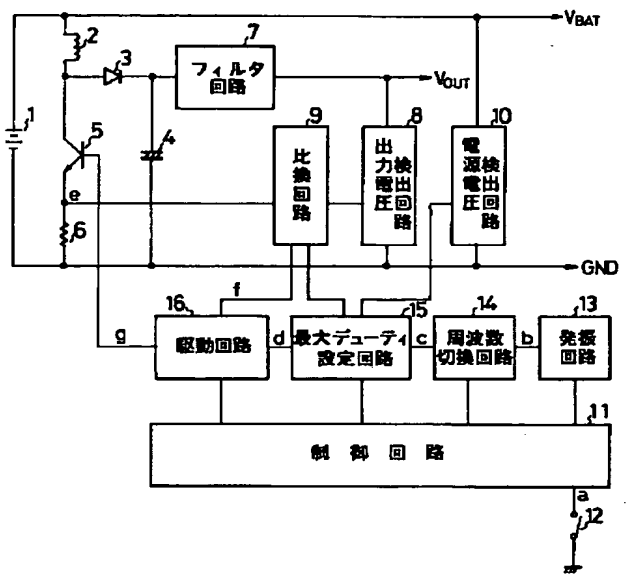 V_BAT
2
7
3
フィルタ
回路
V_OUT
1
5
4
9
8
10
比換回路
出力電圧
検出回路
電源電圧
検出回路
e
6
GND
f
16
15
14
13
g
駆動回路
d
最大デューティ
設定回路
c
周波数
切換回路
b
発振
回路
11
制御回路
a
12